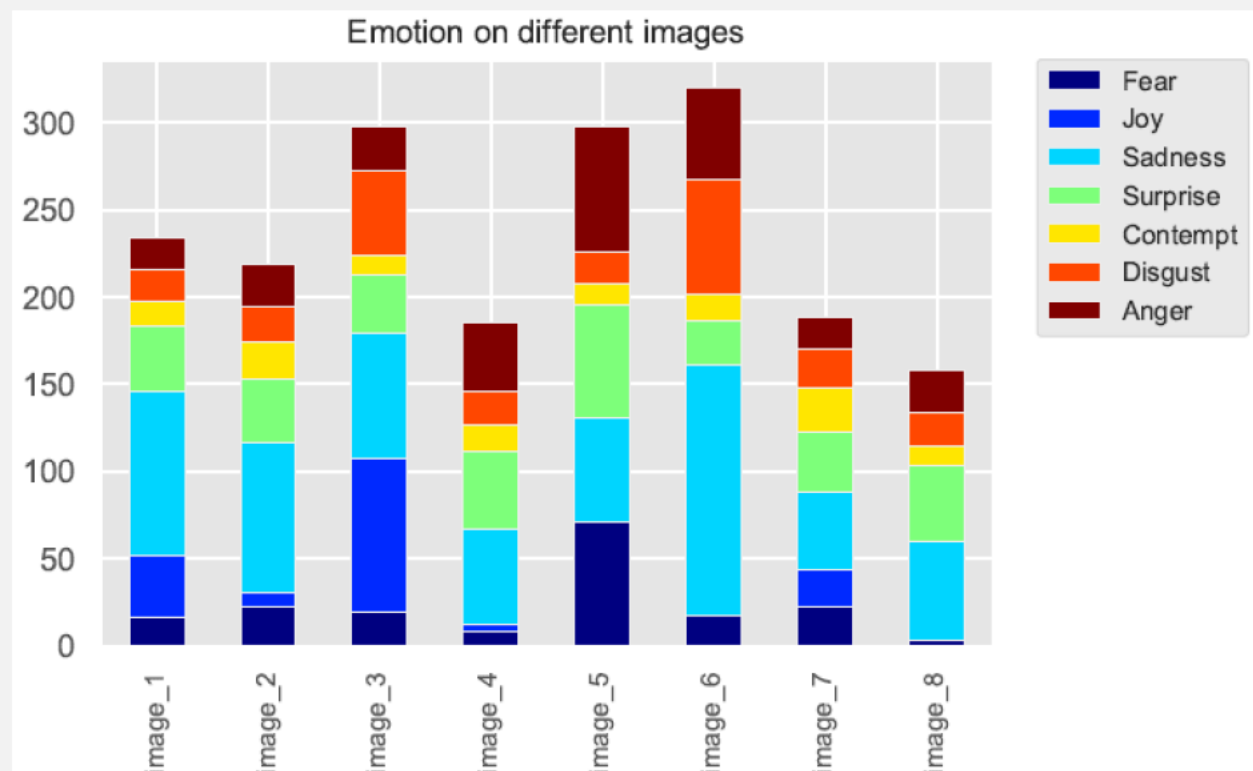 Emotion on different images
300
250
200
150
100
50
0
image_1
image_2
image_3
image_4
image_5
image_6
image_7
image_8
Fear
Joy
Sadness
Surprise
Contempt
Disgust
Anger